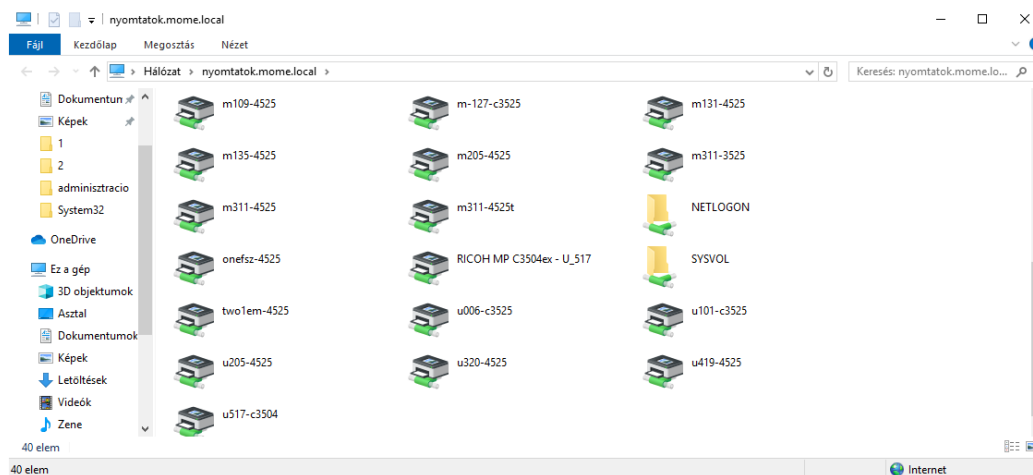 nyomtatok.mome.local
Fájl Kezdőlap Megosztás Nézet
Hálózat > nyomtatok.mome.local >
Keresés: nyomtatok.mome.lo...
Dokumentun
Képek
1
2
adminisztracio
System32
OneDrive
Ez a gép
3D objektumok
Asztal
Dokumentumok
Képek
Letöltések
Videók
Zene
m109-4525 m-127-c3525 m131-4525
m135-4525 m205-4525 m311-3525
m311-4525 m311-4525t NETLOGON
onefsz-4525 RICOH MP C3504ex - U_517 SYSVOL
two1em-4525 u006-c3525 u101-c3525
u205-4525 u320-4525 u419-4525
u517-c3504
40 elem
40 elem Internet